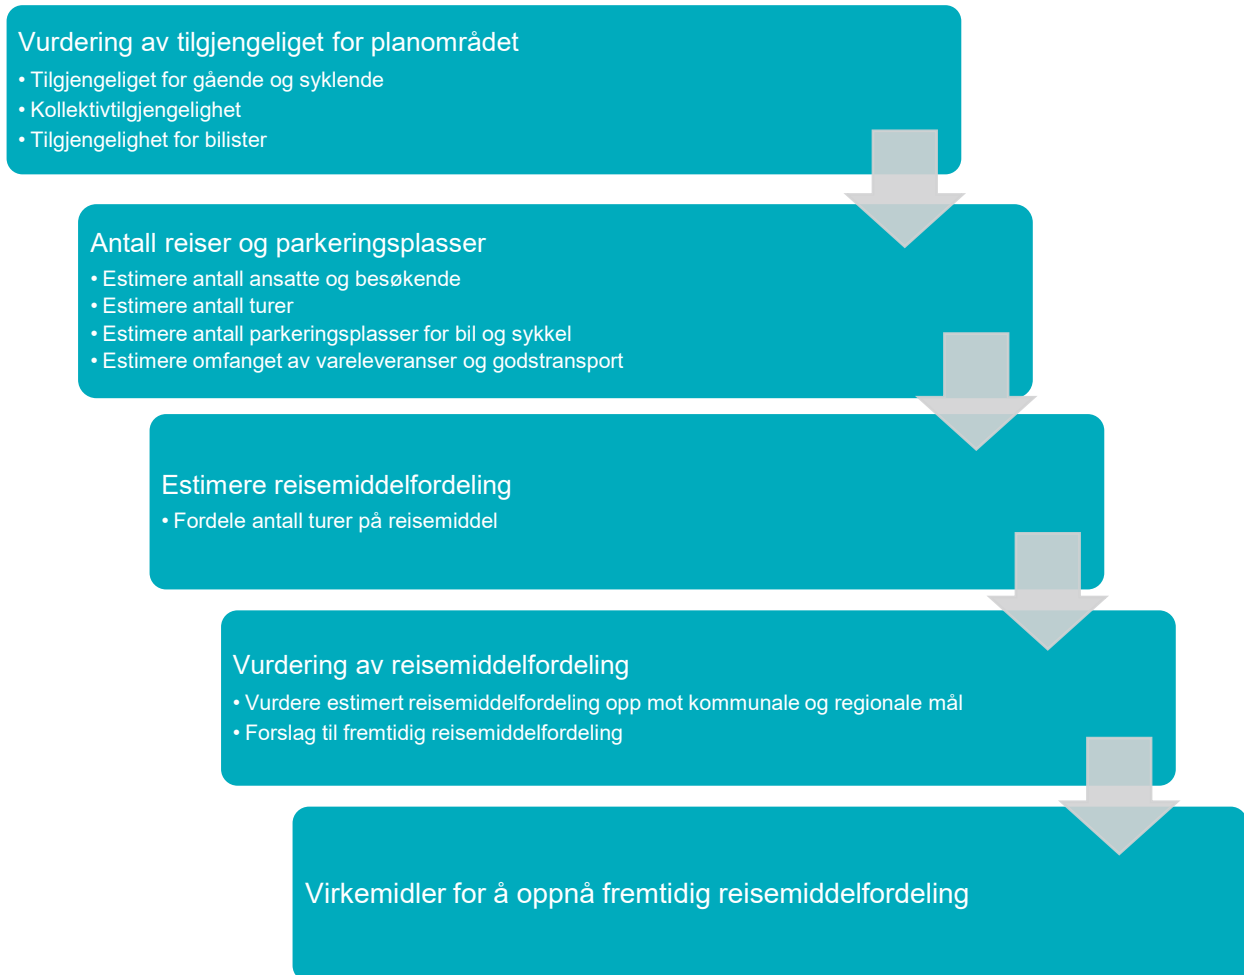 Vurdering av tilgjengeliget for planområdet
• Tilgjengeliget for gående og syklende
• Kollektivtilgjengelighet
• Tilgjengelighet for bilister
Antall reiser og parkeringsplasser
• Estimere antall ansatte og besøkende
• Estimere antall turer
• Estimere antall parkeringsplasser for bil og sykkel
• Estimere omfanget av vareleveranser og godstransport
Estimere reisemiddelfordeling
• Fordele antall turer på reisemiddel
Vurdering av reisemiddelfordeling
• Vurdere estimert reisemiddelfordeling opp mot kommunale og regionale mål
• Forslag til fremtidig reisemiddelfordeling
Virkemidler for å oppnå fremtidig reisemiddelfordeling